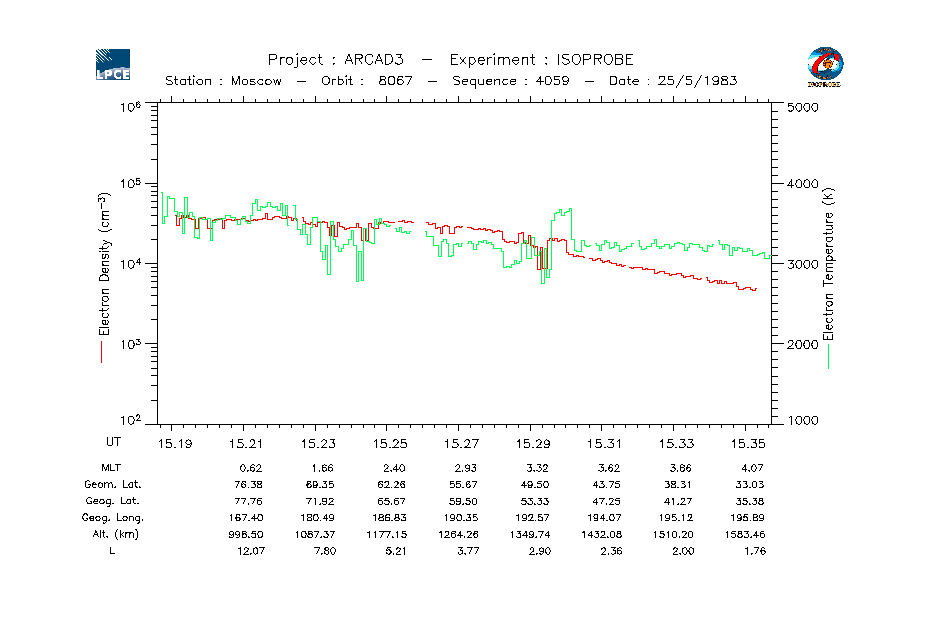 LPCE
Project : ARCAD3 − Experiment : ISOPROBE
Station : Moscow − Orbit : 8067 − Sequence : 4059 − Date : 25/5/1983
ISOPROBE
10⁶ 5000
10⁵ 4000
10⁴ 3000
10³ 2000
10² 1000
Electron Density (cm⁻³)
Electron Temperature (K)
UT 15.19 15.21 15.23 15.25 15.27 15.29 15.31 15.33 15.35
MLT 0.62 1.66 2.40 2.93 3.32 3.62 3.86 4.07
Geom. Lat. 76.38 69.35 62.26 55.67 49.50 43.75 38.31 33.03
Geog. Lat. 77.76 71.92 65.67 59.50 53.33 47.25 41.27 35.38
Geog. Long. 167.40 180.49 186.83 190.35 192.57 194.07 195.12 195.89
Alt. (km) 998.50 1087.37 1177.15 1264.26 1349.74 1432.08 1510.20 1583.46
L 12.07 7.80 5.21 3.77 2.90 2.36 2.00 1.76